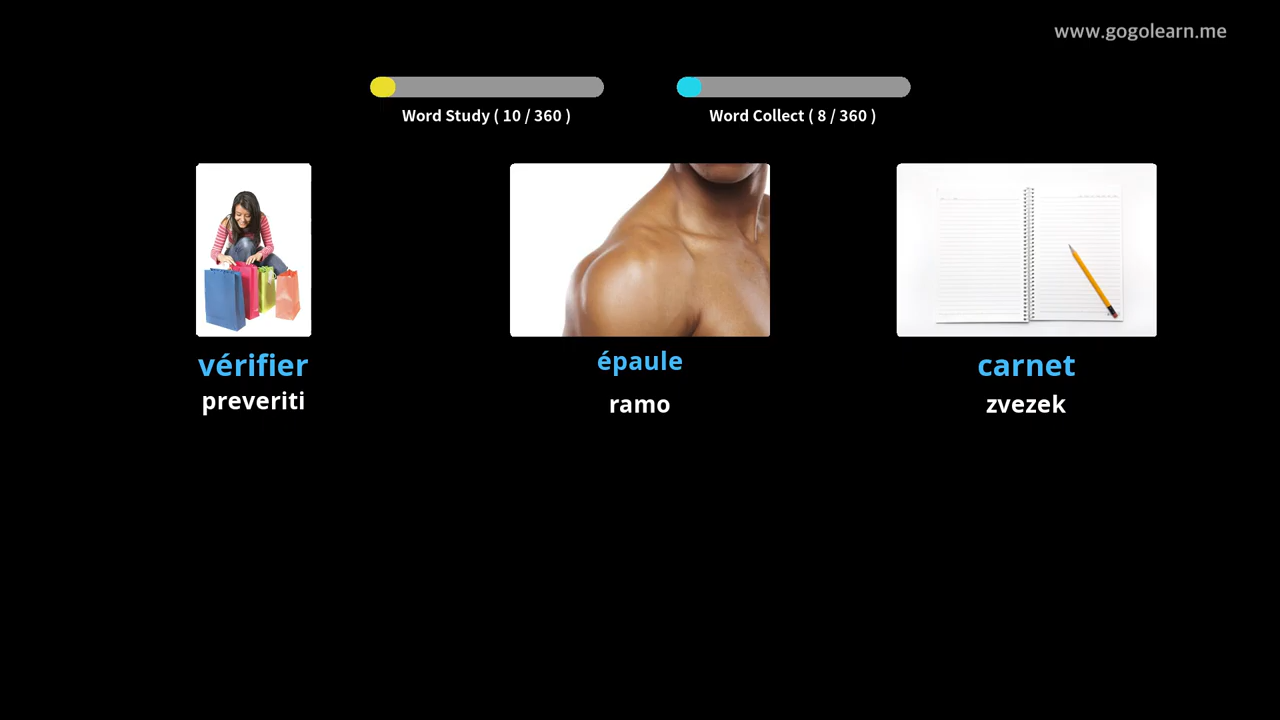 www.gogolearn.me
Word Study ( 10 / 360 )
Word Collect ( 8 / 360 )
vérifier
preveriti
épaule
ramo
carnet
zvezek